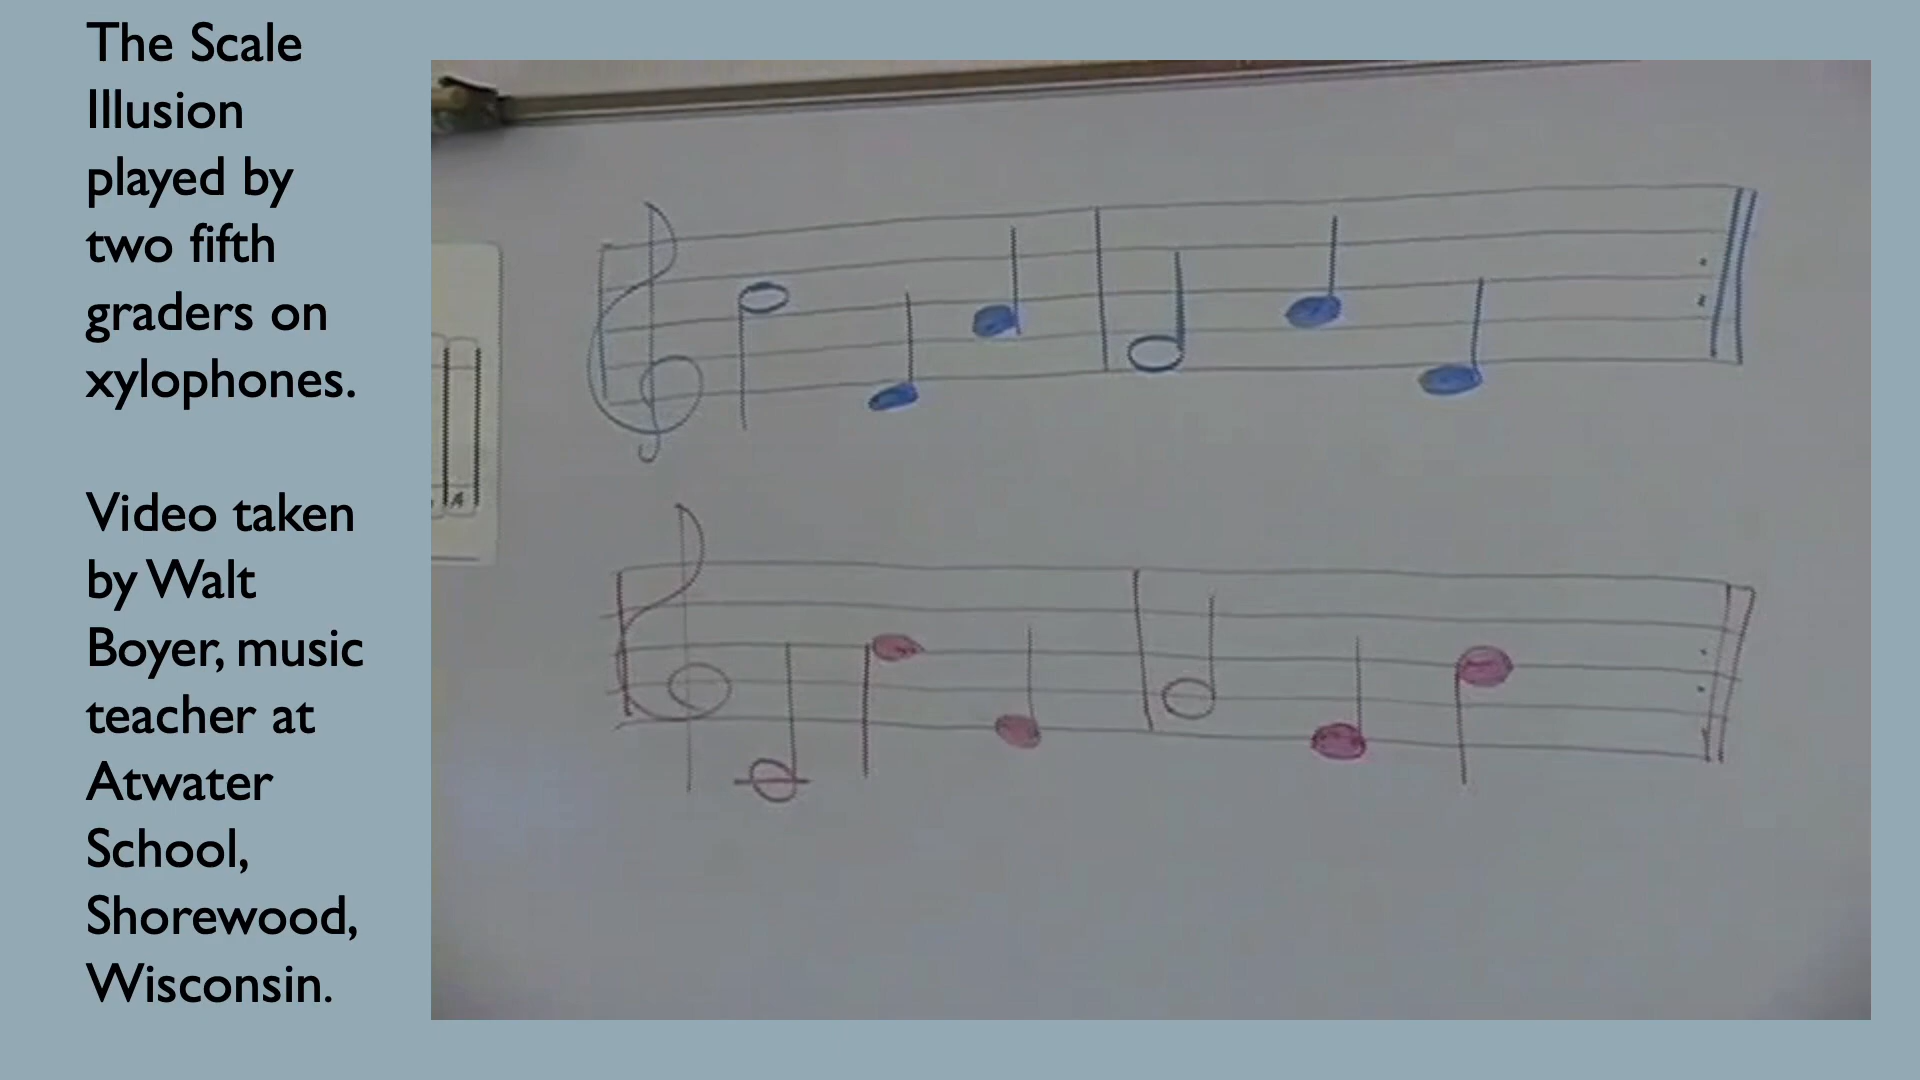 The Scale
Illusion
played by
two fifth
graders on
xylophones.
Video taken
by Walt
Boyer, music
teacher at
Atwater
School,
Shorewood,
Wisconsin.
A